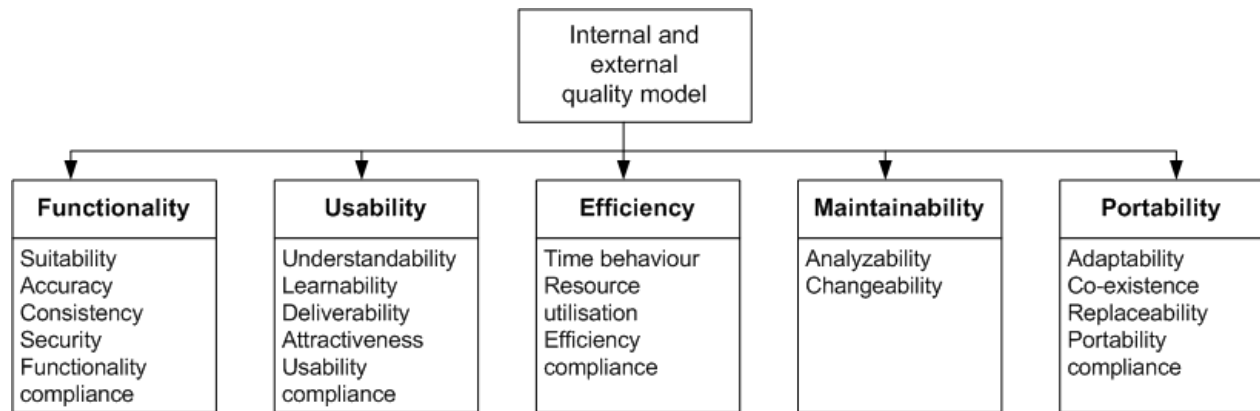 Internal and
external
quality model
Functionality
Suitability
Accuracy
Consistency
Security
Functionality
compliance
Usability
Understandability
Learnability
Deliverability
Attractiveness
Usability
compliance
Efficiency
Time behaviour
Resource
utilisation
Efficiency
compliance
Maintainability
Analyzability
Changeability
Portability
Adaptability
Co-existence
Replaceability
Portability
compliance